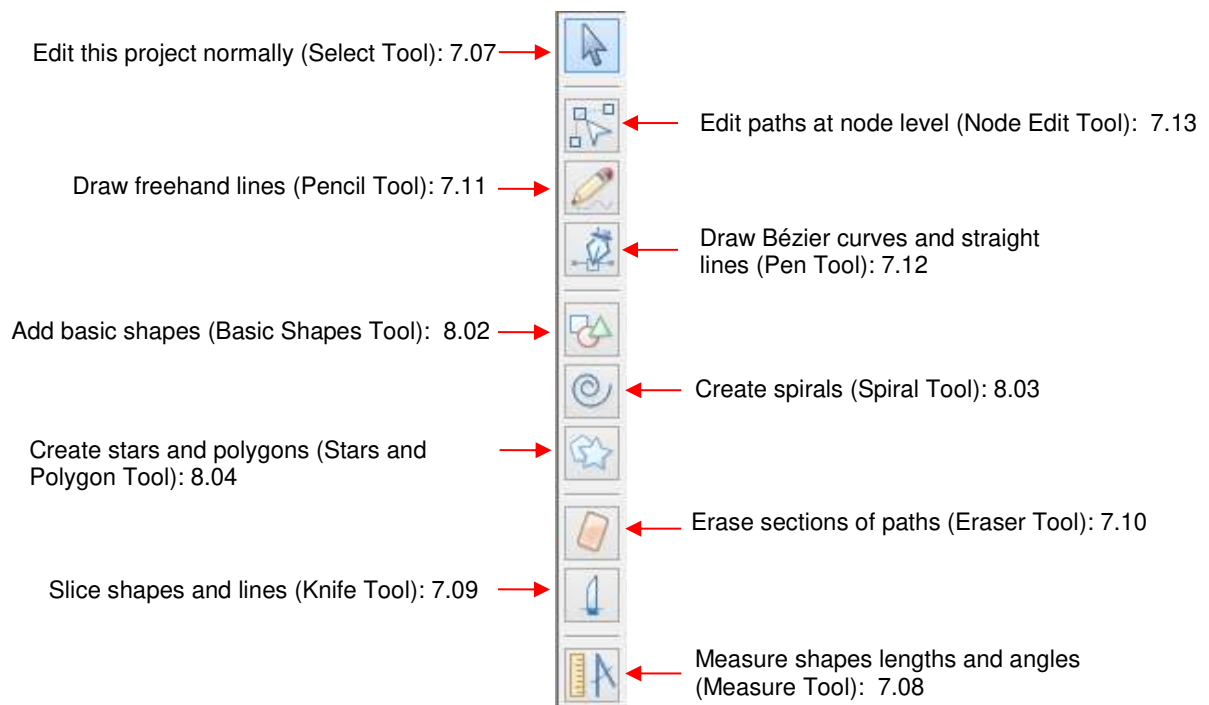 Edit this project normally (Select Tool): 7.07
Edit paths at node level (Node Edit Tool): 7.13
Draw freehand lines (Pencil Tool): 7.11
Draw Bézier curves and straight
lines (Pen Tool): 7.12
Add basic shapes (Basic Shapes Tool): 8.02
Create spirals (Spiral Tool): 8.03
Create stars and polygons (Stars and
Polygon Tool): 8.04
Erase sections of paths (Eraser Tool): 7.10
Slice shapes and lines (Knife Tool): 7.09
Measure shapes lengths and angles
(Measure Tool): 7.08